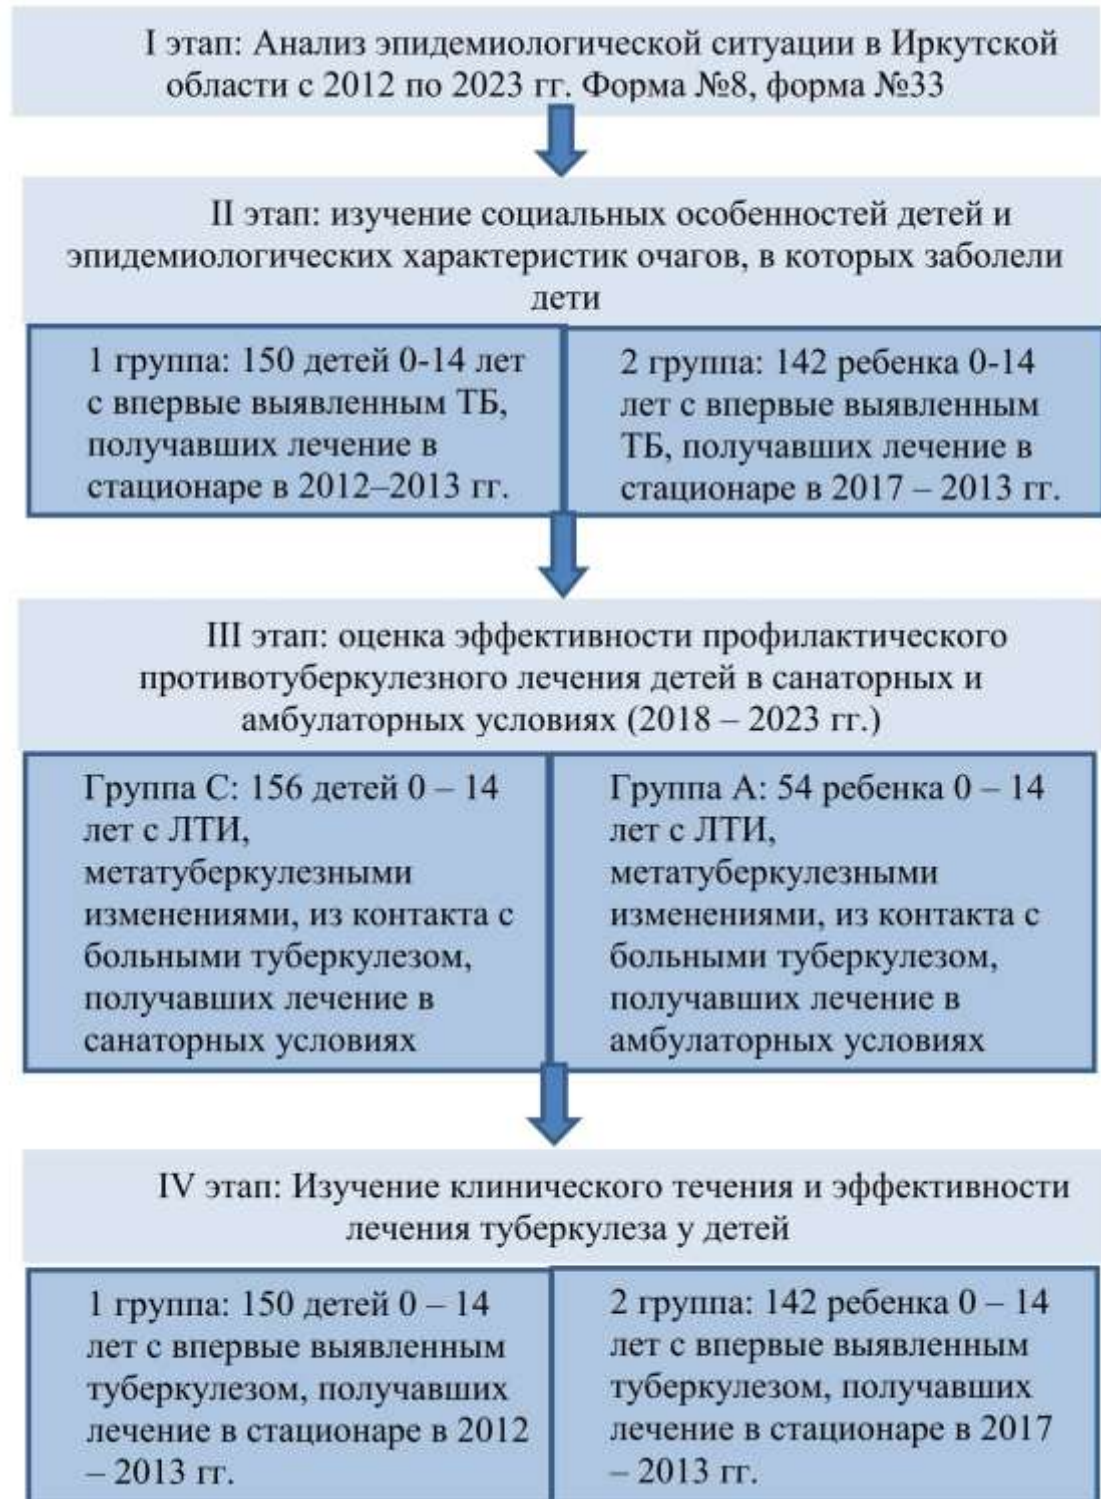 I этап: Анализ эпидемиологической ситуации в Иркутской
области с 2012 по 2023 гг. Форма №8, форма №33
II этап: изучение социальных особенностей детей и
эпидемиологических характеристик очагов, в которых заболели
дети
1 группа: 150 детей 0-14 лет
с впервые выявленным ТБ,
получавших лечение в
стационаре в 2012–2013 гг.
2 группа: 142 ребенка 0-14
лет с впервые выявленным
ТБ, получавших лечение в
стационаре в 2017 – 2013 гг.
III этап: оценка эффективности профилактического
противотуберкулезного лечения детей в санаторных и
амбулаторных условиях (2018 – 2023 гг.)
Группа С: 156 детей 0 – 14
лет с ЛТИ,
метатуберкулезными
изменениями, из контакта с
больными туберкулезом,
получавших лечение в
санаторных условиях
Группа А: 54 ребенка 0 – 14
лет с ЛТИ,
метатуберкулезными
изменениями, из контакта с
больными туберкулезом,
получавших лечение в
амбулаторных условиях
IV этап: Изучение клинического течения и эффективности
лечения туберкулеза у детей
1 группа: 150 детей 0 – 14
лет с впервые выявленным
туберкулезом, получавших
лечение в стационаре в 2012
– 2013 гг.
2 группа: 142 ребенка 0 – 14
лет с впервые выявленным
туберкулезом, получавших
лечение в стационаре в 2017
– 2013 гг.